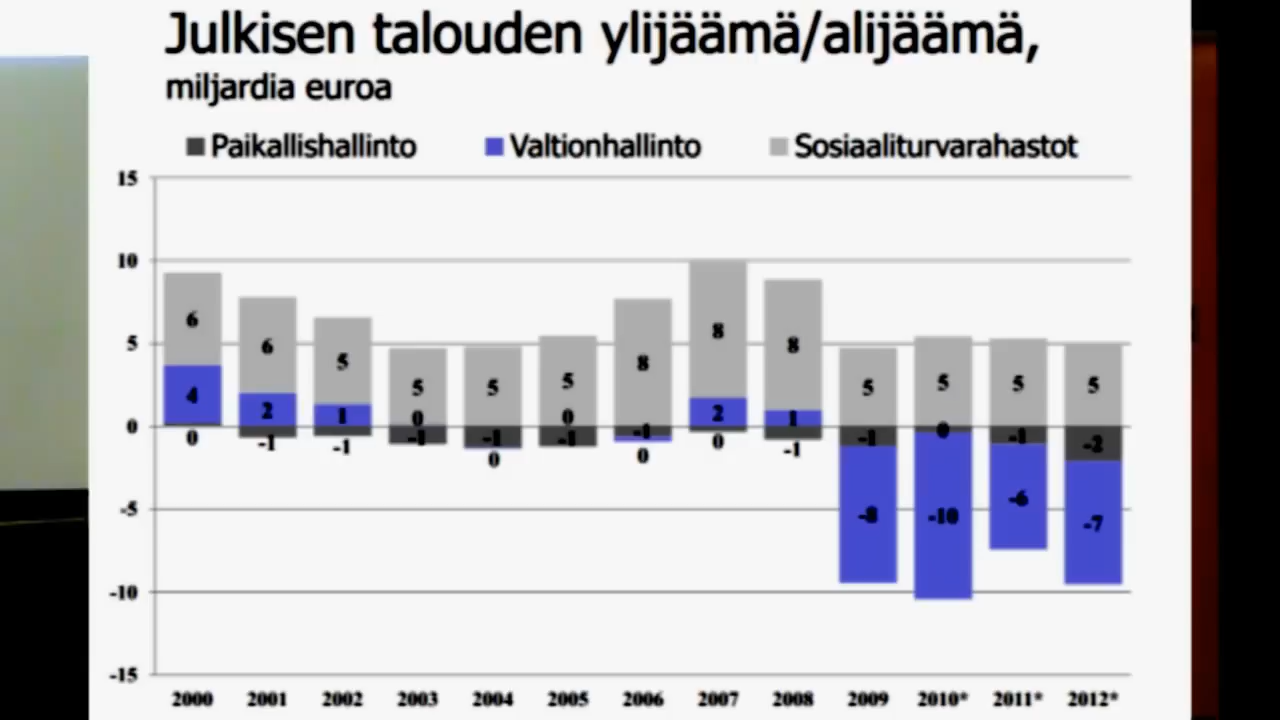 Julkisen talouden ylijäämä/alijäämä,
miljardia euroa
Paikallishallinto Valtionhallinto Sosiaaliturvarahastot
15
10
5
0
-5
-10
-15
6 6 5 5 5 5 8 8 8 5 5 5 5
4 2 1 0 0 2 1
-1 -1 -1 -1 -1 0 -1 -2
0 -1 -1 0 0 0 -1
-8 -10 -6 -7
2000 2001 2002 2003 2004 2005 2006 2007 2008 2009 2010* 2011* 2012*